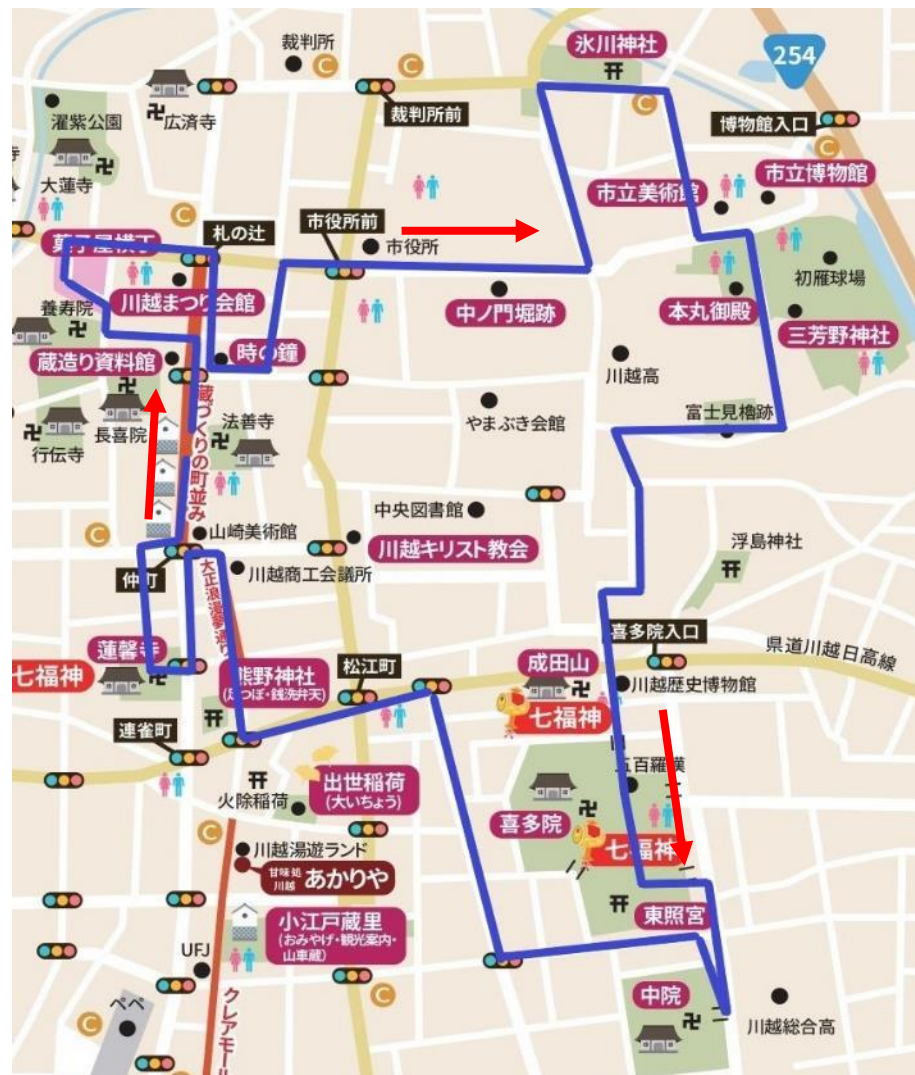 裁判所
氷川神社
254
濯紫公園
広済寺
裁判所前
博物館入口
大蓮寺
市立美術館
市立博物館
札の辻
市役所前
市役所
菓子屋横丁
川越まつり会館
中ノ門堀跡
本丸御殿
初雁球場
養寿院
三芳野神社
蔵造り資料館
時の鐘
川越高
富士見櫓跡
長喜院
法善寺
やまぶき会館
行伝寺
蔵づくりの町並み
山崎美術館
中央図書館
川越キリスト教会
浮島神社
仲町
川越商工会議所
大正浪漫夢通り
喜多院入口
県道川越日高線
蓮馨寺
七福神
熊野神社
(足つぼ・銭洗弁天)
松江町
成田山
川越歴史博物館
七福神
連雀町
五百羅漢
火除稲荷
出世稲荷
(大いちょう)
喜多院
七福神
川越湯遊ランド
甘味処
川越
あかりや
東照宮
小江戸蔵里
(おみやげ・観光案内・
山車蔵)
UFJ
中院
川越総合高
ペペ
クレアモール
C
C
C
C
C
C
C
C
C